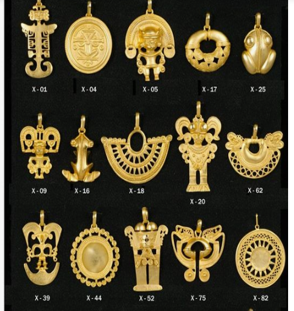 X - 01 X - 04 X - 05 X - 17 X - 25
X - 09 X - 16 X - 18 X - 20 X - 62
X - 39 X - 44 X - 52 X - 75 X - 82